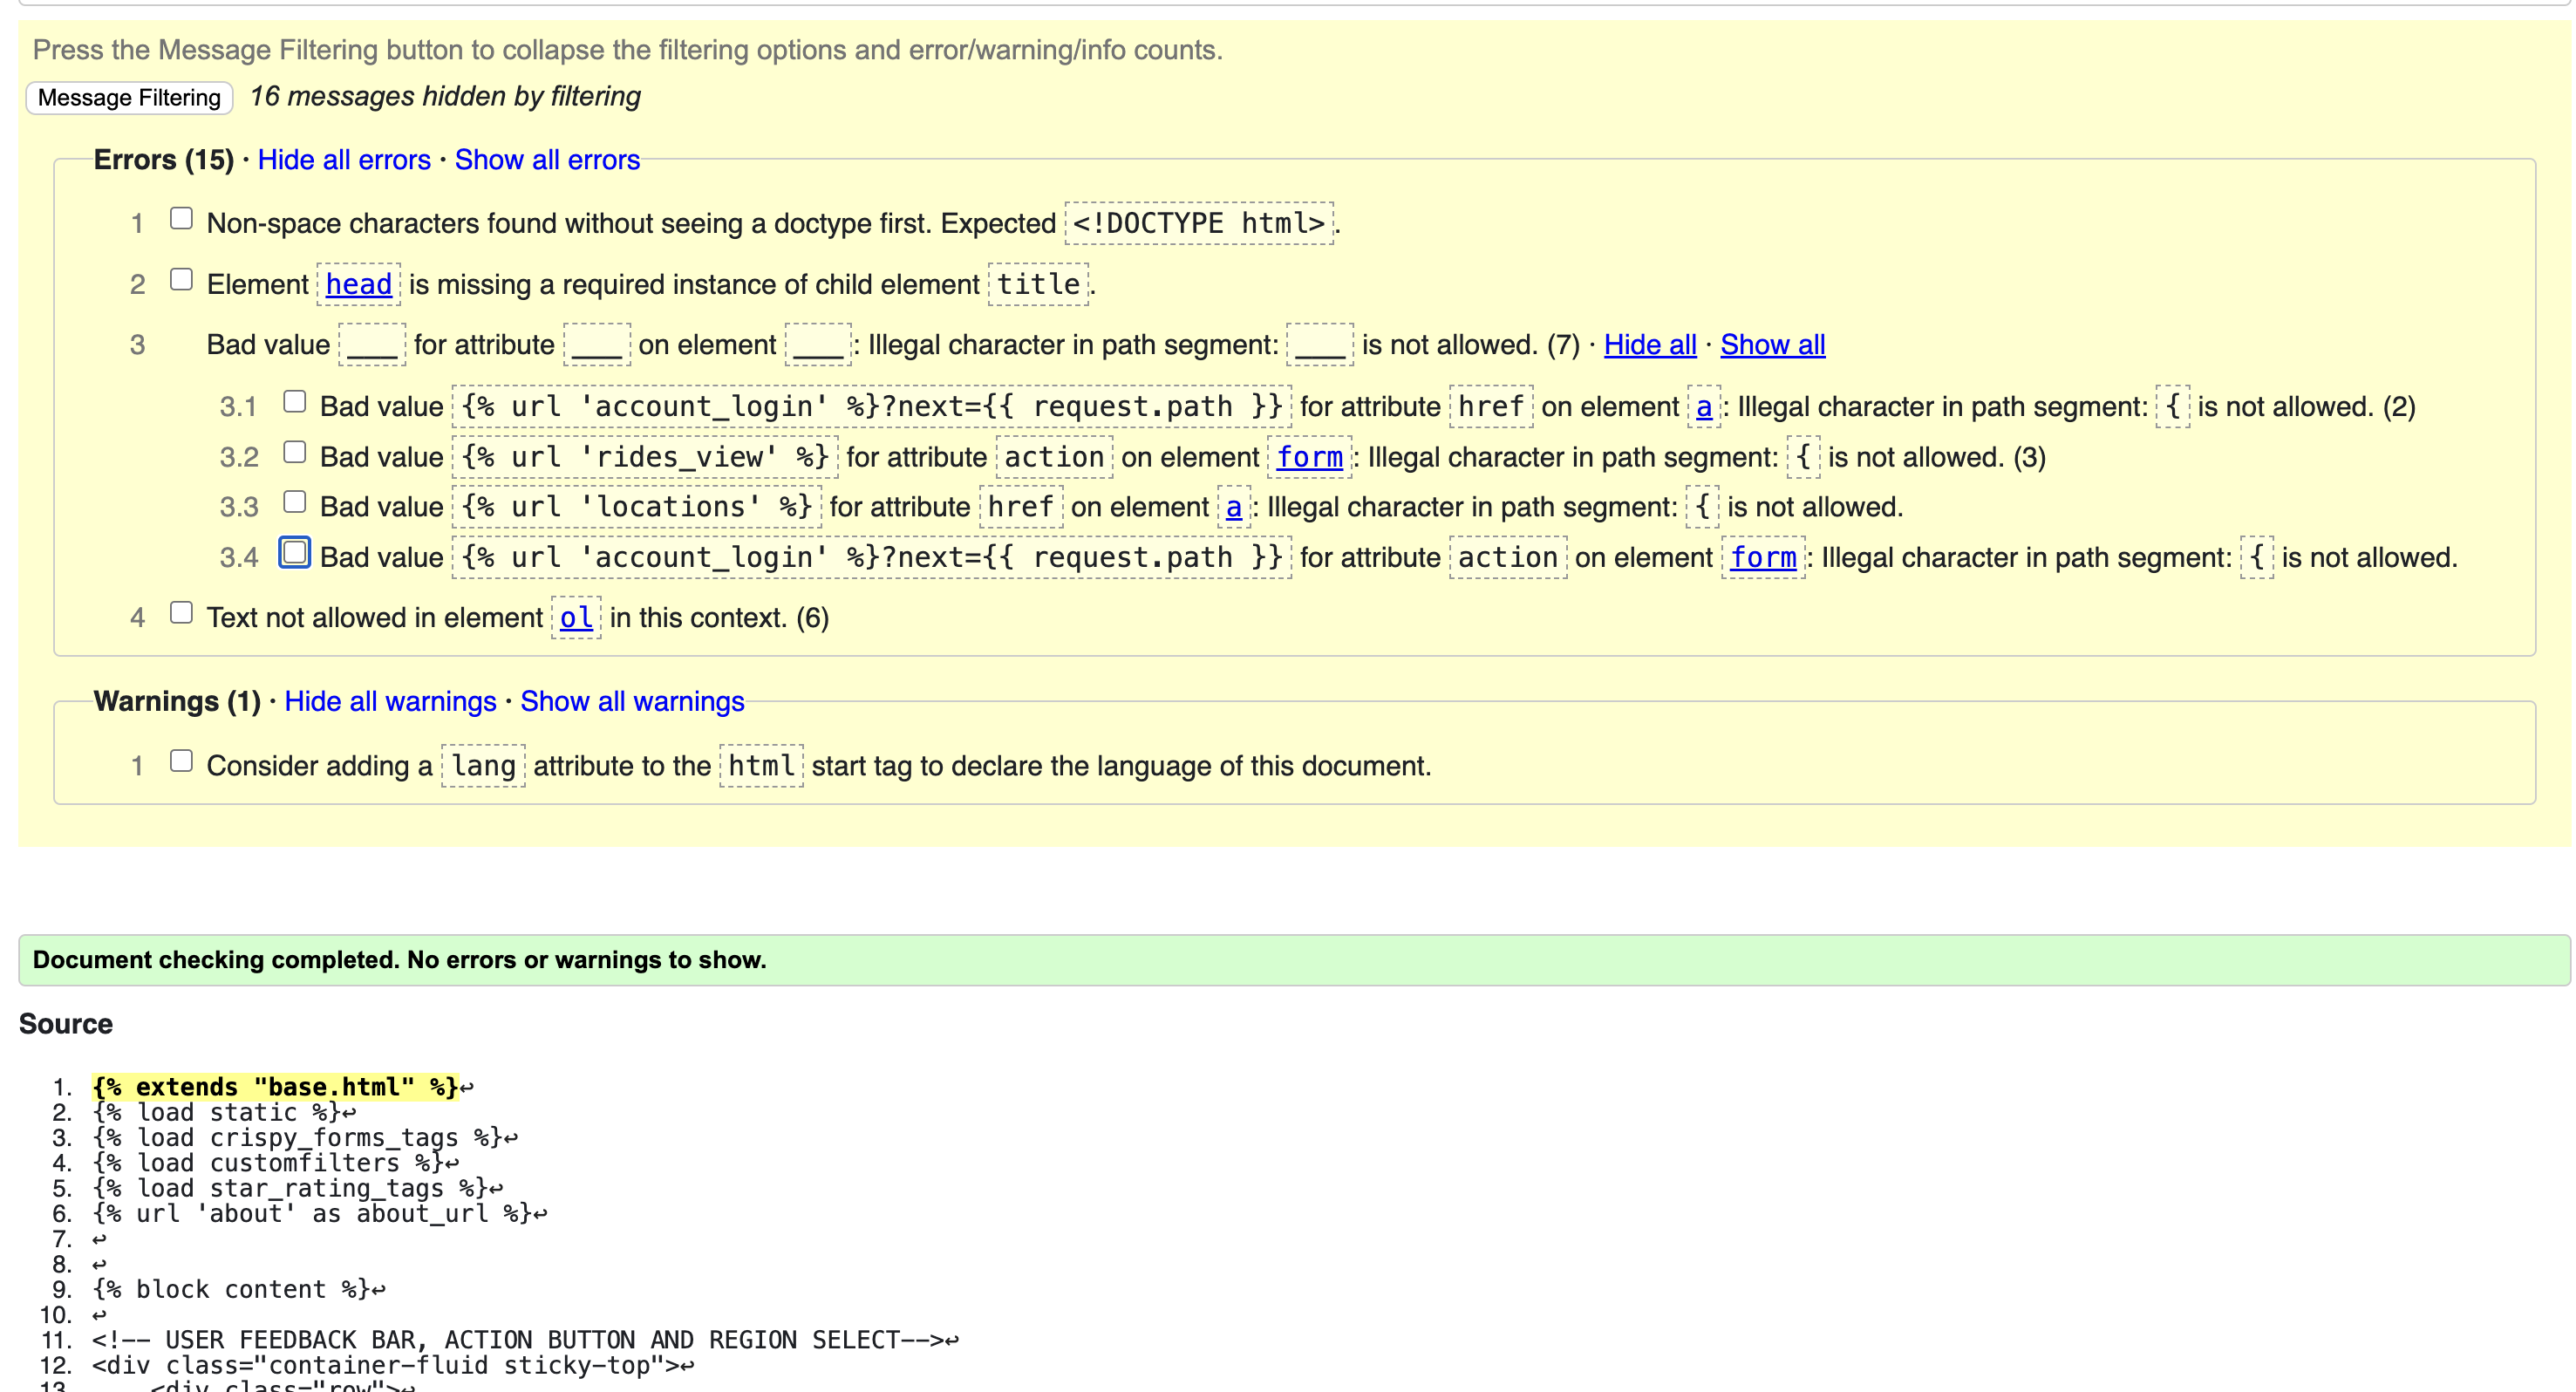 Press the Message Filtering button to collapse the filtering options and error/warning/info counts.
Message Filtering 16 messages hidden by filtering
Errors (15) · Hide all errors · Show all errors
1 Non-space characters found without seeing a doctype first. Expected <!DOCTYPE html>.
2 Element head is missing a required instance of child element title.
3 Bad value ___ for attribute ___ on element ___: Illegal character in path segment: ___ is not allowed. (7) · Hide all · Show all
3.1 Bad value {% url 'account_login' %}?next={{ request.path }} for attribute href on element a: Illegal character in path segment: { is not allowed. (2)
3.2 Bad value {% url 'rides_view' %} for attribute action on element form: Illegal character in path segment: { is not allowed. (3)
3.3 Bad value {% url 'locations' %} for attribute href on element a: Illegal character in path segment: { is not allowed.
3.4 Bad value {% url 'account_login' %}?next={{ request.path }} for attribute action on element form: Illegal character in path segment: { is not allowed.
4 Text not allowed in element ol in this context. (6)
Warnings (1) · Hide all warnings · Show all warnings
1 Consider adding a lang attribute to the html start tag to declare the language of this document.
Document checking completed. No errors or warnings to show.
Source
1. {% extends "base.html" %}↩
2. {% load static %}↩
3. {% load crispy_forms_tags %}↩
4. {% load customfilters %}↩
5. {% load star_rating_tags %}↩
6. {% url 'about' as about_url %}↩
7. ↩
8. ↩
9. {% block content %}↩
10. ↩
11. <!-- USER FEEDBACK BAR, ACTION BUTTON AND REGION SELECT-->↩
12. <div class="container-fluid sticky-top">↩
13. <div class="row">↩